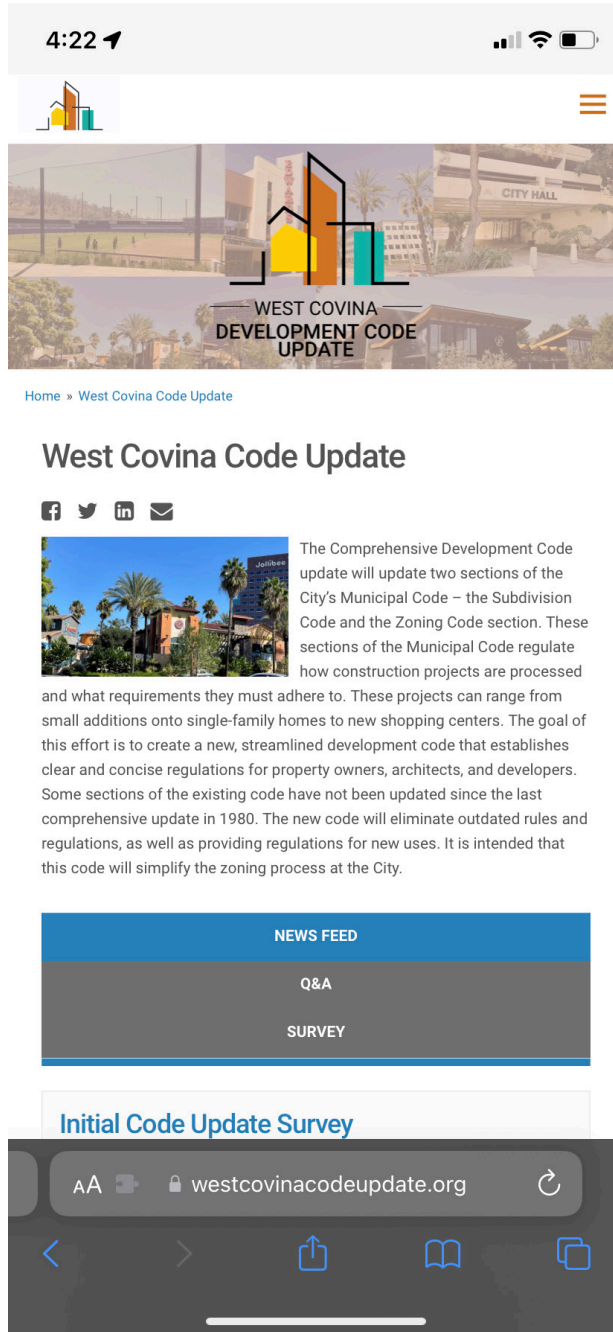 4:22
CITY HALL
WEST COVINA
DEVELOPMENT CODE
UPDATE
Home » West Covina Code Update
West Covina Code Update
Jollibee
The Comprehensive Development Code
update will update two sections of the
City's Municipal Code – the Subdivision
Code and the Zoning Code section. These
sections of the Municipal Code regulate
how construction projects are processed
and what requirements they must adhere to. These projects can range from
small additions onto single-family homes to new shopping centers. The goal of
this effort is to create a new, streamlined development code that establishes
clear and concise regulations for property owners, architects, and developers.
Some sections of the existing code have not been updated since the last
comprehensive update in 1980. The new code will eliminate outdated rules and
regulations, as well as providing regulations for new uses. It is intended that
this code will simplify the zoning process at the City.
NEWS FEED
Q&A
SURVEY
Initial Code Update Survey
AA westcovinacodeupdate.org